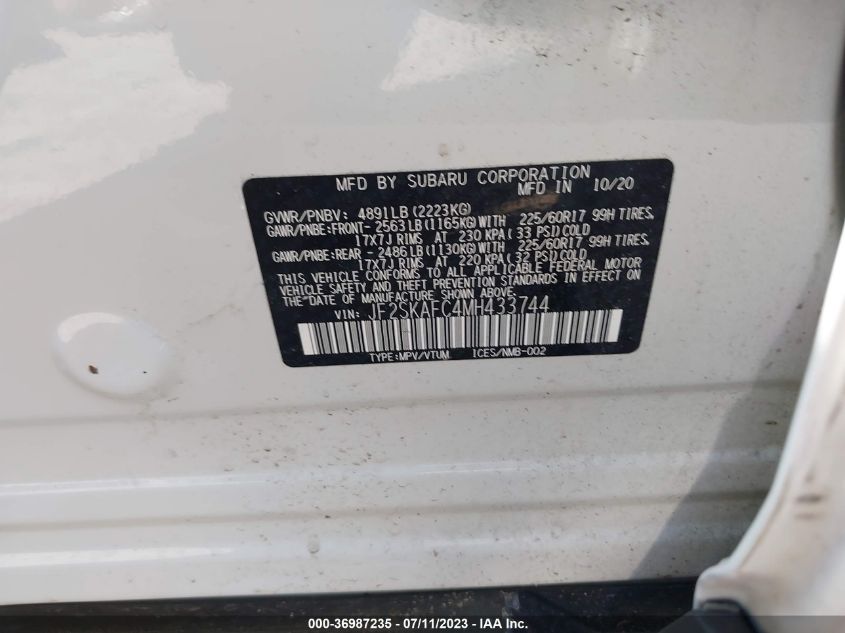 MFD BY SUBARU CORPORATION
MFD IN 10/20
GVWR/PNBV: 4891LB (2223KG)
GAWR/PNBE:FRONT- 2563LB (1165KG) WITH 225/60R17 99H TIRES,
17X7J RIMS AT 230 KPA ( 33 PSI) COLD
GAWR/PNBE:REAR - 2486LB (1130KG) WITH 225/60R17 99H TIRES,
17X7J RIMS AT 220 KPA ( 32 PSI) COLD
THIS VEHICLE CONFORMS TO ALL APPLICABLE FEDERAL MOTOR
VEHICLE SAFETY AND THEFT PREVENTION STANDARDS IN EFFECT ON
THE DATE OF MANUFACTURE SHOWN ABOVE.
VIN: JF2SKAFC4MH433744
TYPE:MPV/VTUM ICES/NMB-002
000-36987235 - 07/11/2023 - IAAI.com